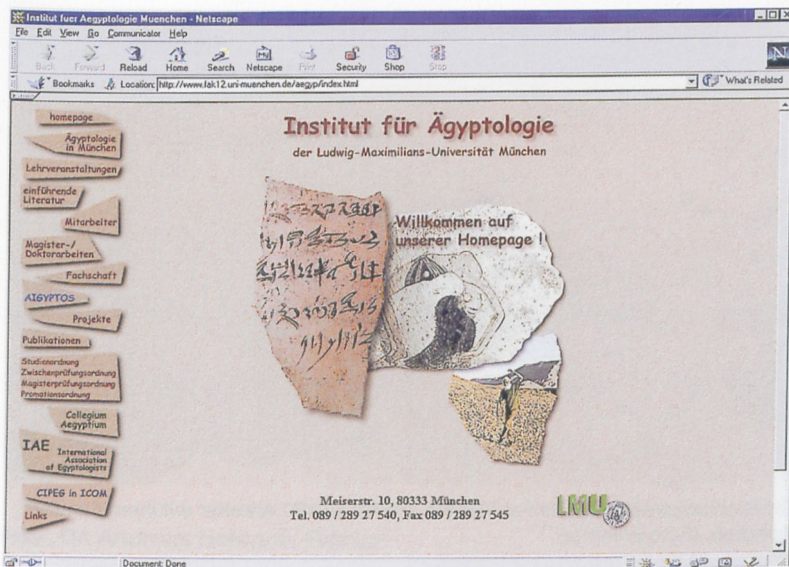 Institut fuer Aegyptologie Muenchen - Netscape
File Edit View Go Communicator Help
Back Forward Reload Home Search Netscape Print Security Shop Stop
Bookmarks Location: http://www.fak12.uni-muenchen.de/aegyp/index.html What's Related
homepage
Ägyptologie
in München
Lehrveranstaltungen
einführende
Literatur
Mitarbeiter
Magister-/
Doktorarbeiten
Fachschaft
AIGYPTOS
Projekte
Publikationen
Studienordnung
Zwischenprüfungsordnung
Magisterprüfungsordnung
Promotionsordnung
Collegium
Aegyptium
IAE International
Association
of Egyptologists
CIPEG in ICOM
Links
Institut für Ägyptologie
der Ludwig-Maximilians-Universität München
Willkommen auf
unserer Homepage !
Meiserstr. 10, 80333 München
Tel. 089 / 289 27 540, Fax 089 / 289 27 545
LMU
Document: Done